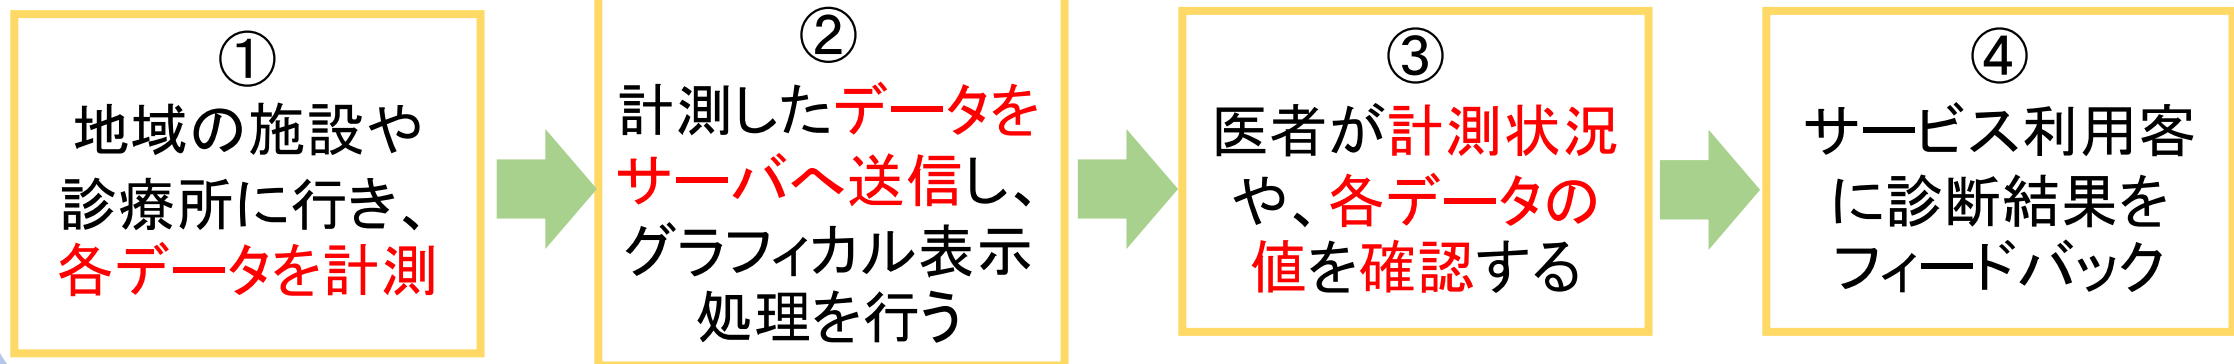 ①
地域の施設や
診療所に行き、
各データを計測
②
計測したデータを
サーバへ送信し、
グラフィカル表示
処理を行う
③
医者が計測状況
や、各データの
値を確認する
④
サービス利用客
に診断結果を
フィードバック